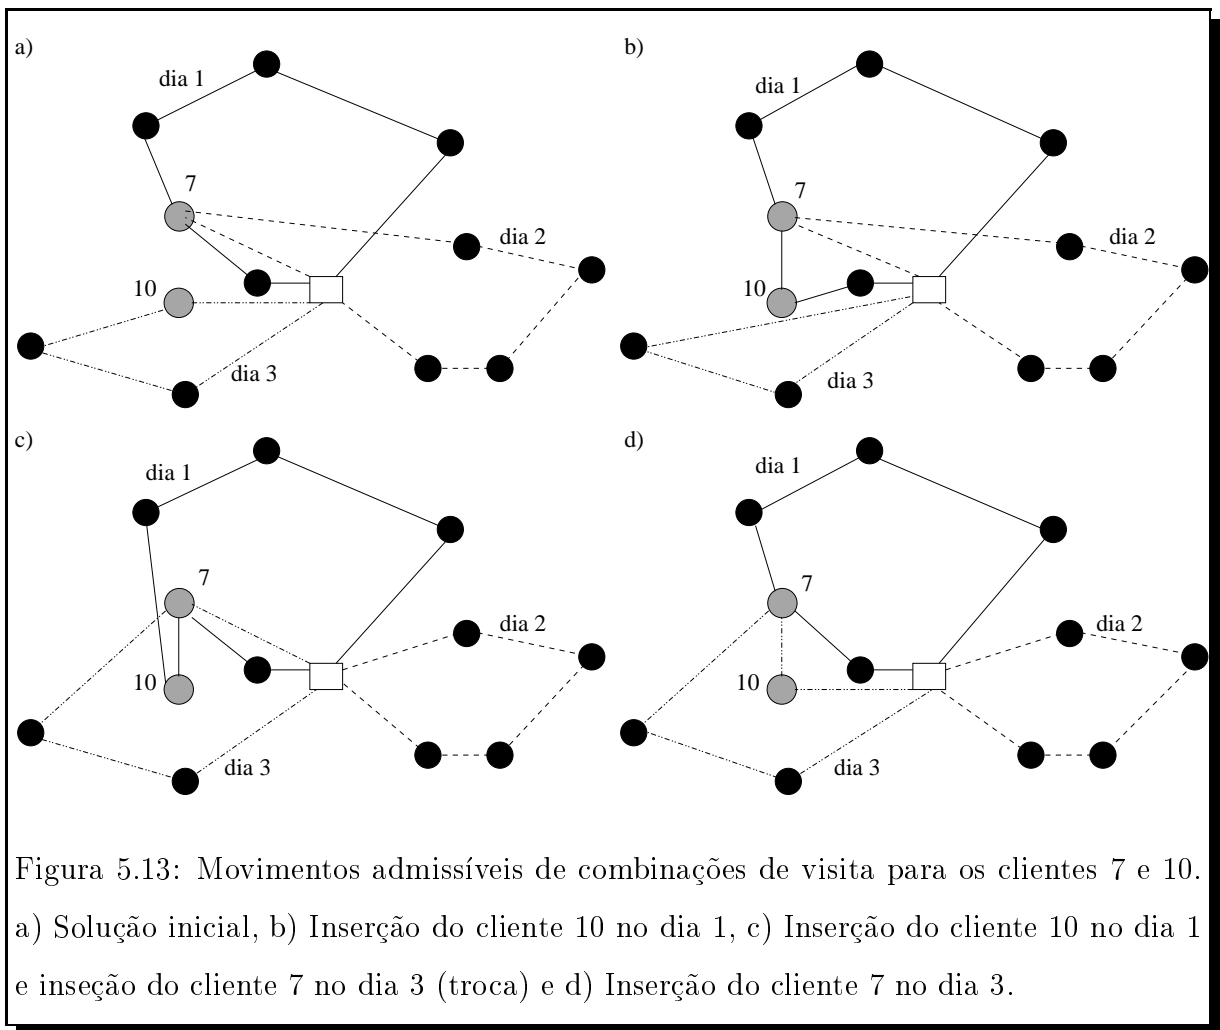 a)
dia 1
7
dia 2
10
dia 3
b)
dia 1
7
dia 2
10
dia 3
c)
dia 1
7
dia 2
10
dia 3
d)
dia 1
7
dia 2
10
dia 3
Figura 5.13: Movimentos admissíveis de combinações de visita para os clientes 7 e 10.
a) Solução inicial, b) Inserção do cliente 10 no dia 1, c) Inserção do cliente 10 no dia 1
e inseção do cliente 7 no dia 3 (troca) e d) Inserção do cliente 7 no dia 3.